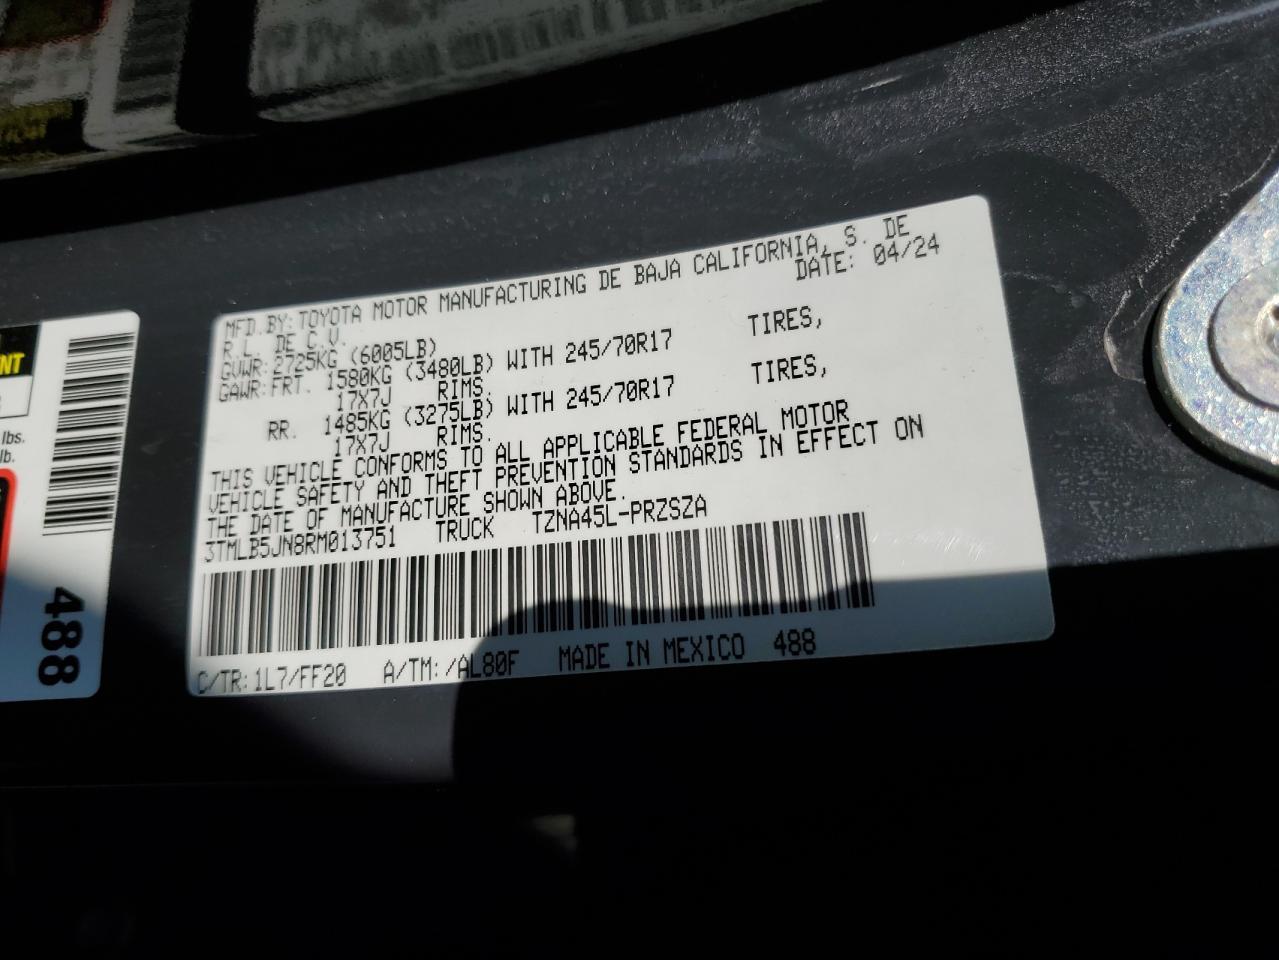 MFD.BY: TOYOTA MOTOR MANUFACTURING DE BAJA CALIFORNIA, S. DE
R.L. DE C.V. DATE: 04/24
GVWR: 2725KG (6005LB)
GAWR: FRT. 1580KG (3480LB) WITH 245/70R17 TIRES,
17X7J RIMS,
RR. 1485KG (3275LB) WITH 245/70R17 TIRES,
17X7J RIMS.
THIS VEHICLE CONFORMS TO ALL APPLICABLE FEDERAL MOTOR
VEHICLE SAFETY AND THEFT PREVENTION STANDARDS IN EFFECT ON
THE DATE OF MANUFACTURE SHOWN ABOVE.
3TMLB5JN8RM013751 TRUCK TZNA45L-PRZSZA
C/TR: 1L7/FF20 A/TM: /AL80F MADE IN MEXICO 488
lbs.
lb.
488